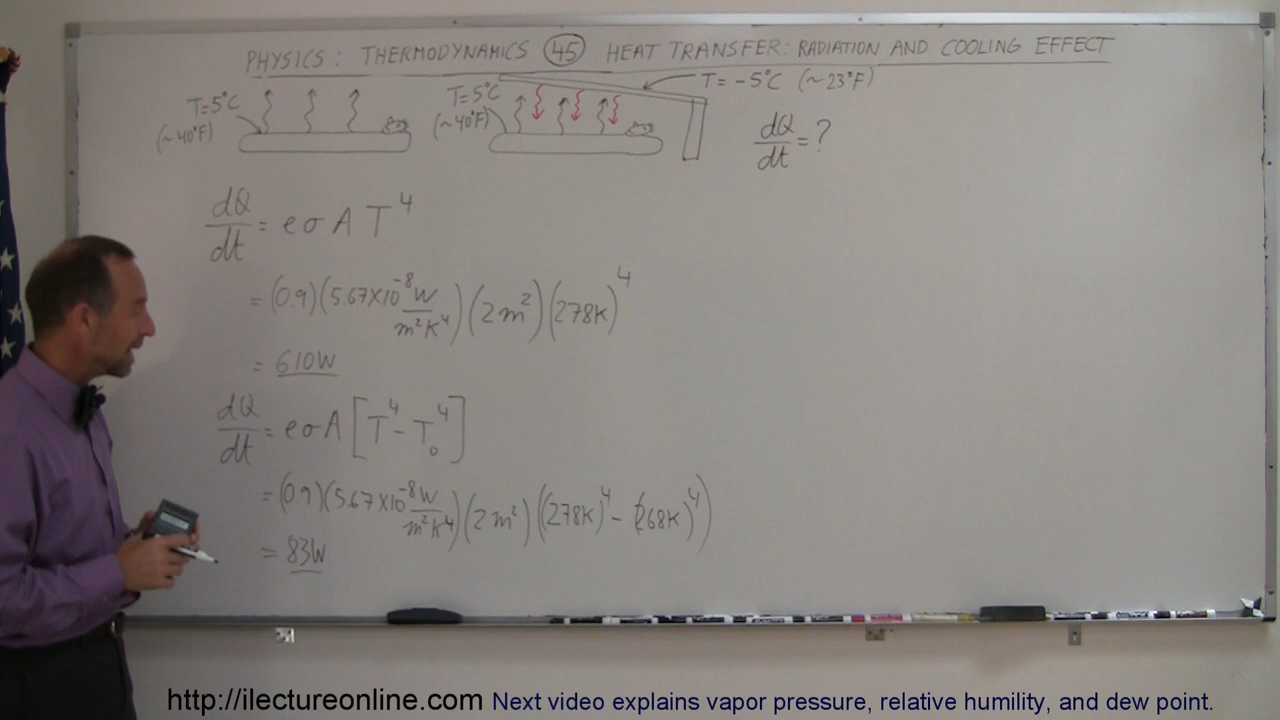 PHYSICS: THERMODYNAMICS 45 HEAT TRANSFER: RADIATION AND COOLING EFFECT
T=5°C
(~40°F)
T=5°C
(~40°F)
T=-5°C (~23°F)
dQ/dt = ?
dQ/dt = eσAT⁴
= (0.9)(5.67×10⁻⁸ W/m²K⁴)(2m²)(278K)⁴
= 610W
dQ/dt = eσA[T⁴-T₀⁴]
= (0.9)(5.67×10⁻⁸ W/m²K⁴)(2m²)((278K)⁴-(268K)⁴)
= 83W
http://ilectureonline.com Next video explains vapor pressure, relative humility, and dew point.